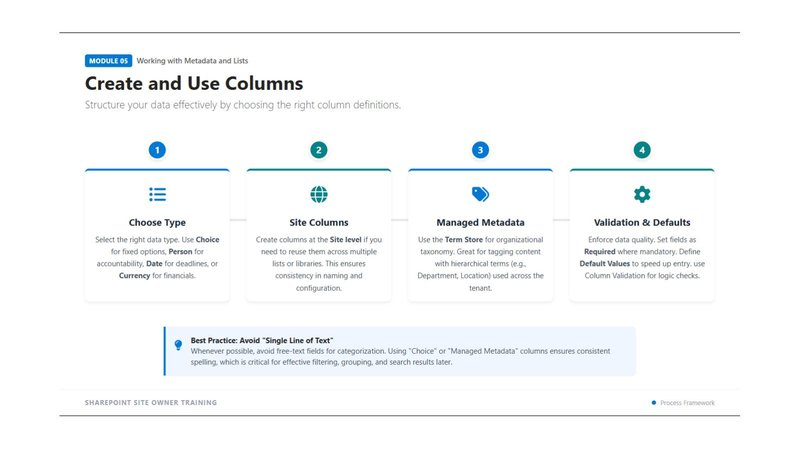 MODULE 05 Working with Metadata and Lists
Create and Use Columns
Structure your data effectively by choosing the right column definitions.
1
Choose Type
Select the right data type. Use Choice
for fixed options, Person for
accountability, Date for deadlines, or
Currency for financials.
2
Site Columns
Create columns at the Site level if you
need to reuse them across multiple
lists or libraries. This ensures
consistency in naming and
configuration.
3
Managed Metadata
Use the Term Store for organizational
taxonomy. Great for tagging content
with hierarchical terms (e.g.,
Department, Location) used across the
tenant.
4
Validation & Defaults
Enforce data quality. Set fields as
Required where mandatory. Define
Default Values to speed up entry. use
Column Validation for logic checks.
Best Practice: Avoid "Single Line of Text"
Whenever possible, avoid free-text fields for categorization. Using "Choice" or "Managed Metadata" columns ensures consistent
spelling, which is critical for effective filtering, grouping, and search results later.
SHAREPOINT SITE OWNER TRAINING
Process Framework